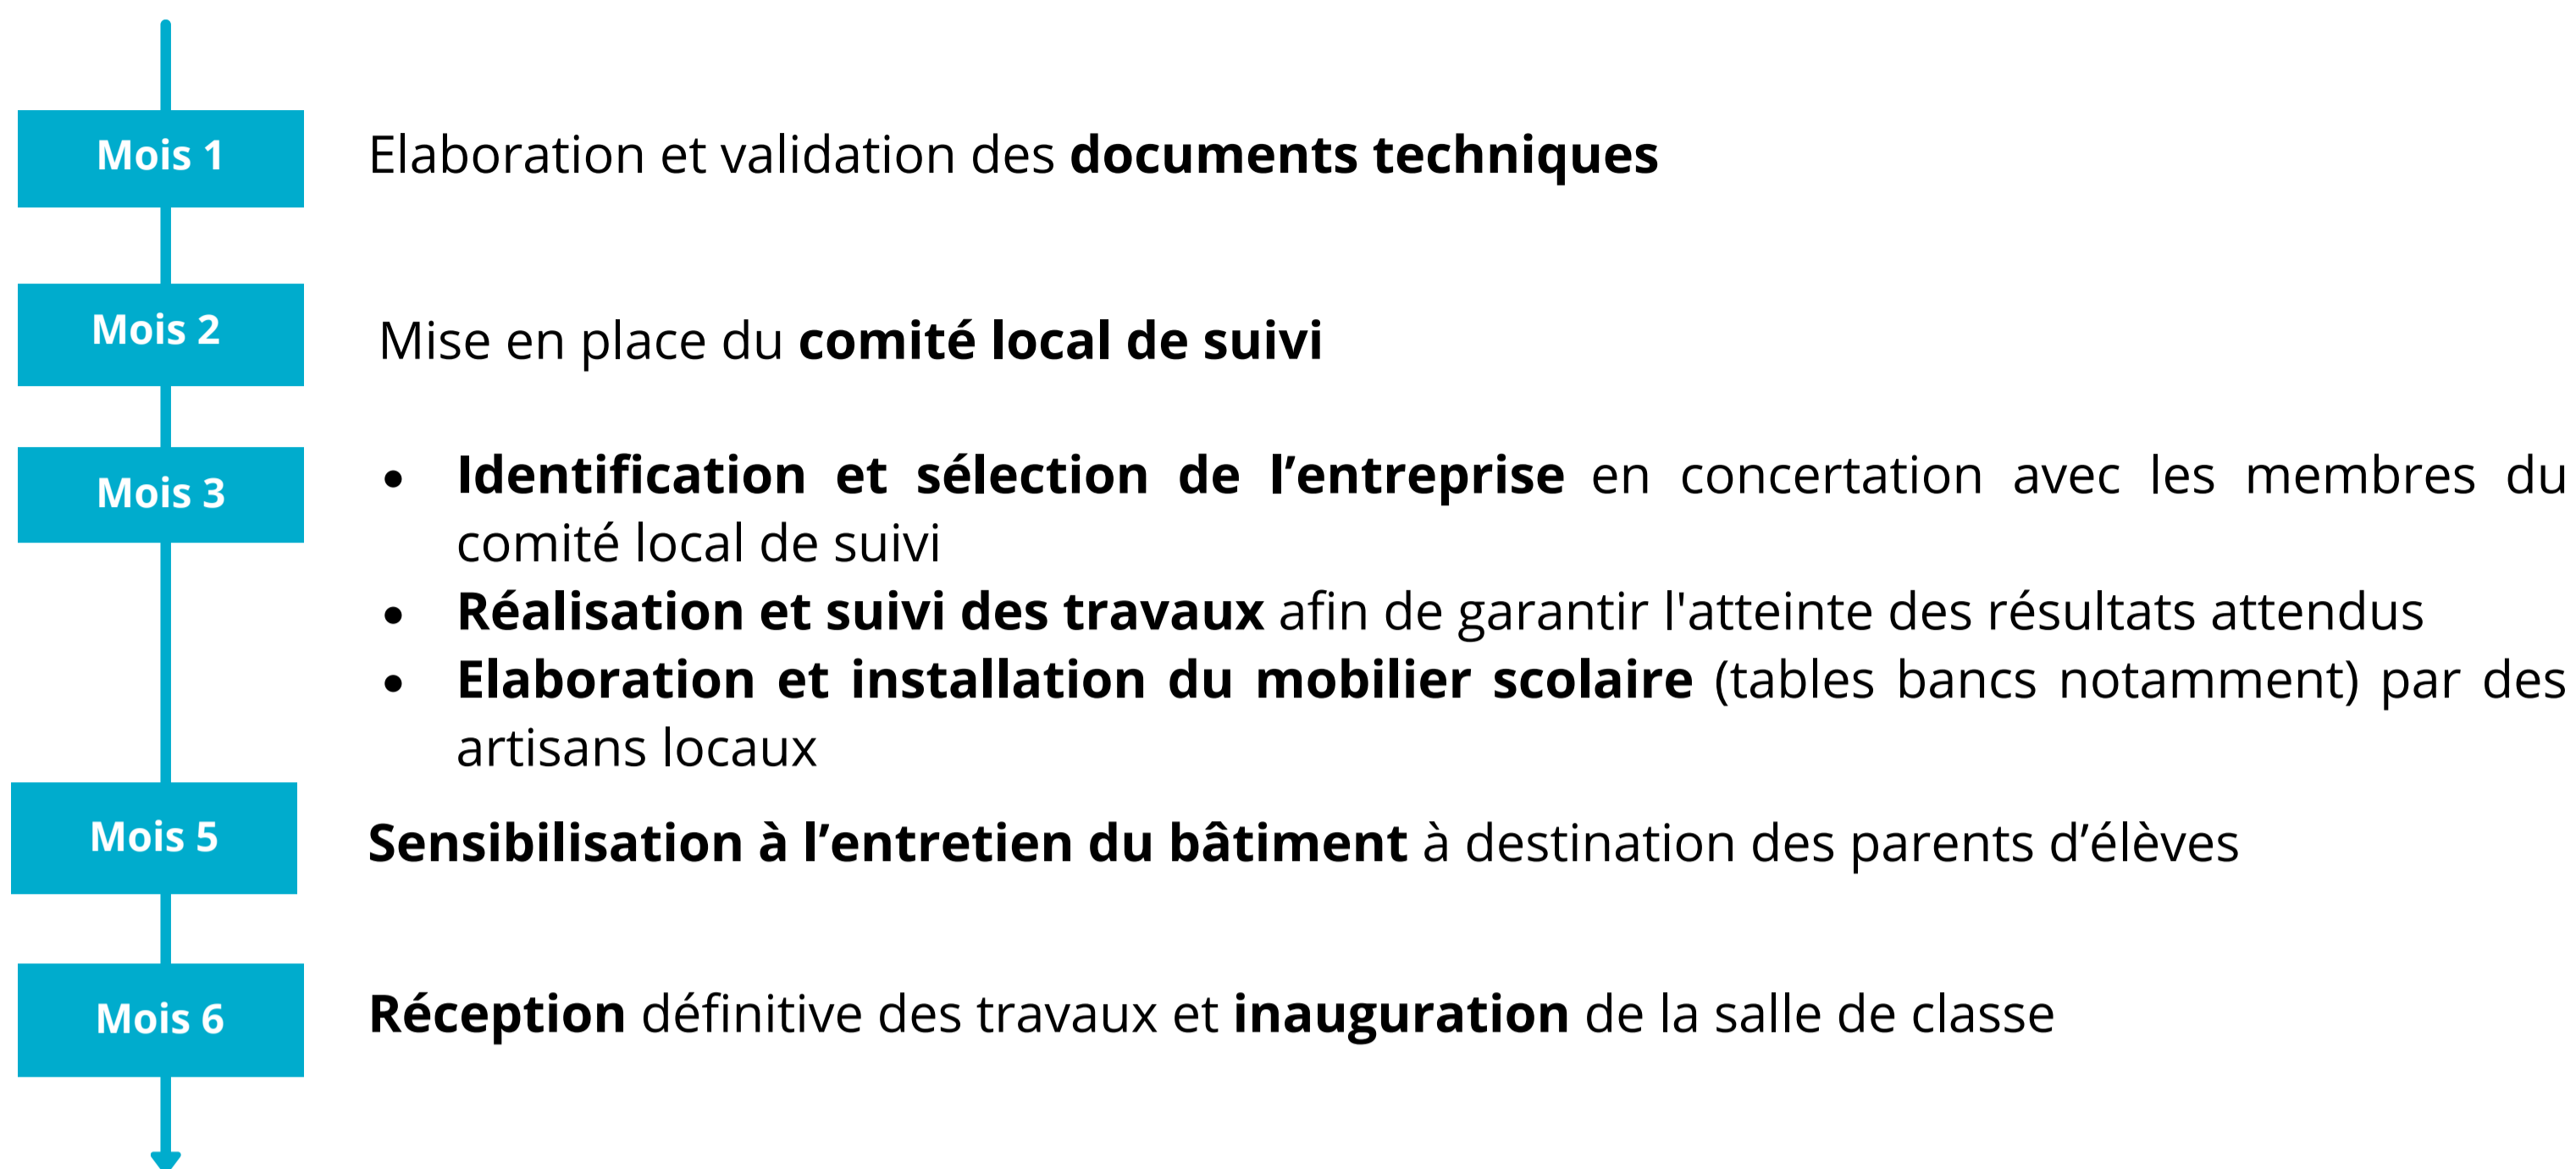 Mois 1
Elaboration et validation des documents techniques
Mois 2
Mise en place du comité local de suivi
Mois 3
• Identification et sélection de l’entreprise en concertation avec les membres du
comité local de suivi
• Réalisation et suivi des travaux afin de garantir l'atteinte des résultats attendus
• Elaboration et installation du mobilier scolaire (tables bancs notamment) par des
artisans locaux
Mois 5
Sensibilisation à l’entretien du bâtiment à destination des parents d’élèves
Mois 6
Réception définitive des travaux et inauguration de la salle de classe